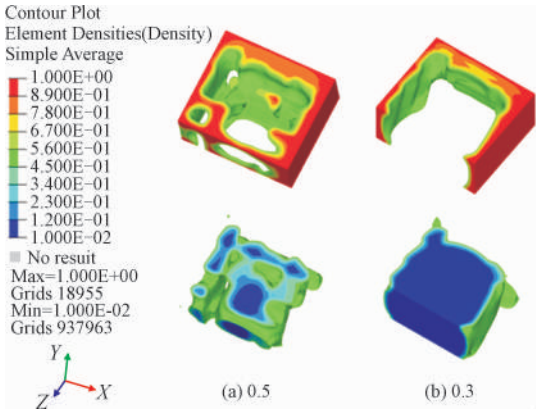 Contour Plot
Element Densities(Density)
Simple Average
1.000E+00
8.900E-01
7.800E-01
6.700E-01
5.600E-01
4.500E-01
3.400E-01
2.300E-01
1.200E-01
1.000E-02
No resuit
Max=1.000E+00
Grids 18955
Min=1.000E-02
Grids 937963
Y
Z
X
(a) 0.5
(b) 0.3